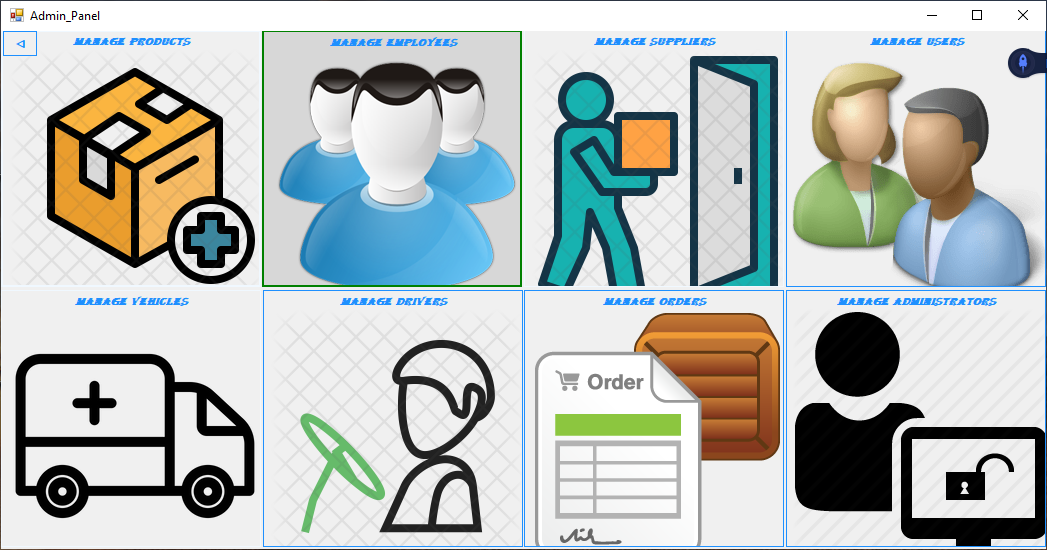 Admin_Panel
MANAGE PRODUCTS
MANAGE EMPLOYEES
MANAGE SUPPLIERS
MANAGE USERS
MANAGE VEHICLES
MANAGE DRIVERS
MANAGE ORDERS
MANAGE ADMINISTRATORS
Order